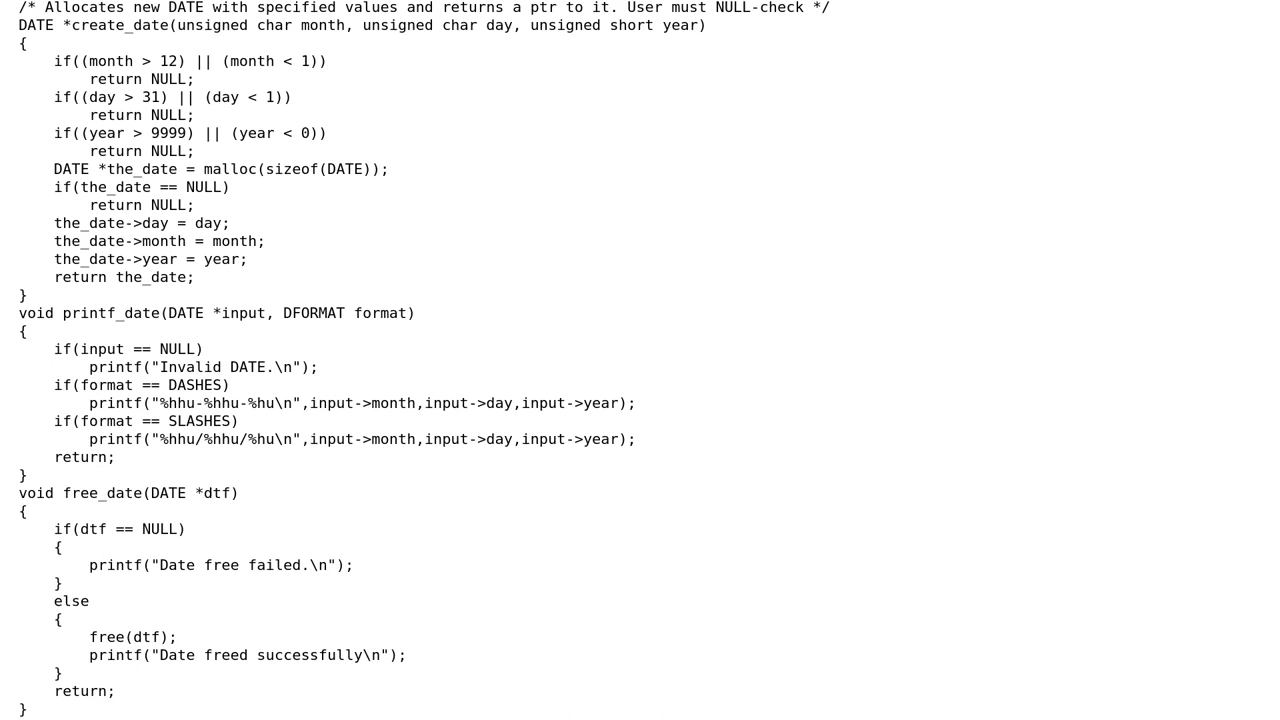 /* Allocates new DATE with specified values and returns a ptr to it. User must NULL-check */
DATE *create_date(unsigned char month, unsigned char day, unsigned short year)
{
    if((month > 12) || (month < 1))
        return NULL;
    if((day > 31) || (day < 1))
        return NULL;
    if((year > 9999) || (year < 0))
        return NULL;
    DATE *the_date = malloc(sizeof(DATE));
    if(the_date == NULL)
        return NULL;
    the_date->day = day;
    the_date->month = month;
    the_date->year = year;
    return the_date;
}
void printf_date(DATE *input, DFORMAT format)
{
    if(input == NULL)
        printf("Invalid DATE.\n");
    if(format == DASHES)
        printf("%hhu-%hhu-%hu\n",input->month,input->day,input->year);
    if(format == SLASHES)
        printf("%hhu/%hhu/%hu\n",input->month,input->day,input->year);
    return;
}
void free_date(DATE *dtf)
{
    if(dtf == NULL)
    {
        printf("Date free failed.\n");
    }
    else
    {
        free(dtf);
        printf("Date freed successfully\n");
    }
    return;
}